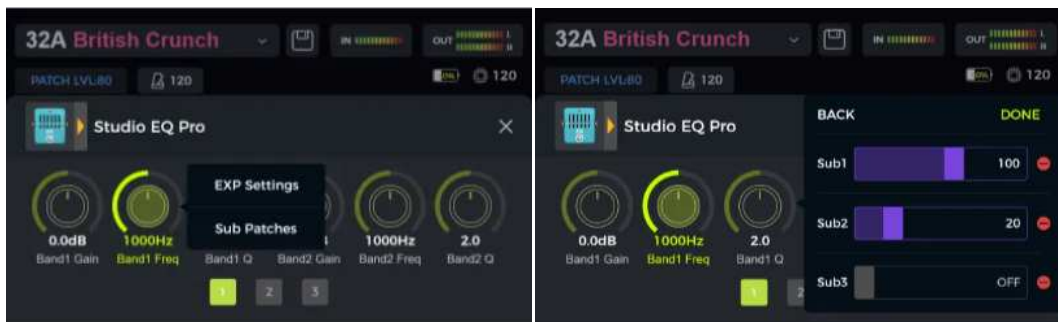 32A British Crunch
IN
OUT
L
R
PATCH LVL:80
120
120
Studio EQ Pro
EXP Settings
Sub Patches
0.0dB
1000Hz
1000Hz
2.0
Band1 Gain
Band1 Freq
Band1 Q
Band2 Gain
Band2 Freq
Band2 Q
1
2
3
32A British Crunch
IN
OUT
L
R
PATCH LVL:80
120
120
Studio EQ Pro
BACK
DONE
Sub1
100
Sub2
20
Sub3
OFF
0.0dB
1000Hz
2.0
Band1 Gain
Band1 Freq
Band1 Q
1
2